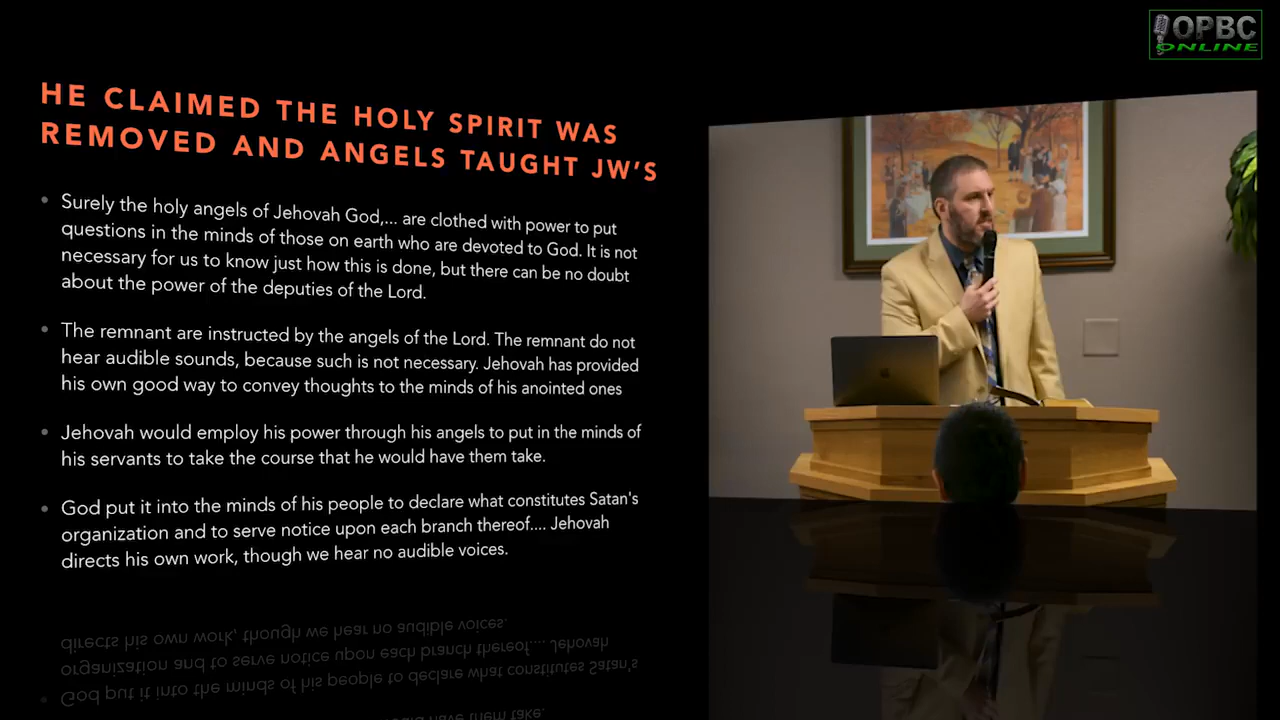 OPBC
ONLINE
HE CLAIMED THE HOLY SPIRIT WAS
REMOVED AND ANGELS TAUGHT JW'S
• Surely the holy angels of Jehovah God,... are clothed with power to put
questions in the minds of those on earth who are devoted to God. It is not
necessary for us to know just how this is done, but there can be no doubt
about the power of the deputies of the Lord.
• The remnant are instructed by the angels of the Lord. The remnant do not
hear audible sounds, because such is not necessary. Jehovah has provided
his own good way to convey thoughts to the minds of his anointed ones
• Jehovah would employ his power through his angels to put in the minds of
his servants to take the course that he would have them take.
• God put it into the minds of his people to declare what constitutes Satan's
organization and to serve notice upon each branch thereof.... Jehovah
directs his own work, though we hear no audible voices.